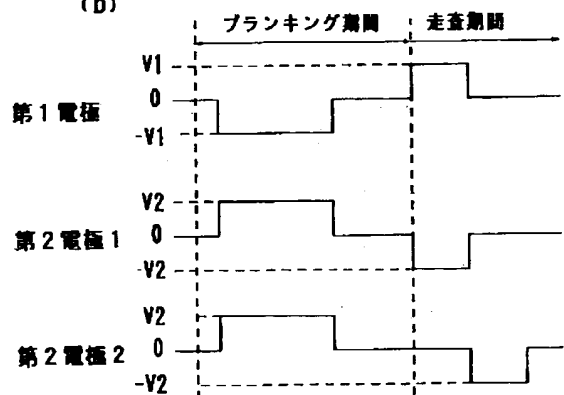 (b)
ブランキング期間 走査期間
V1
第1電極 0
-V1
V2
第2電極1 0
-V2
V2
第2電極2 0
-V2